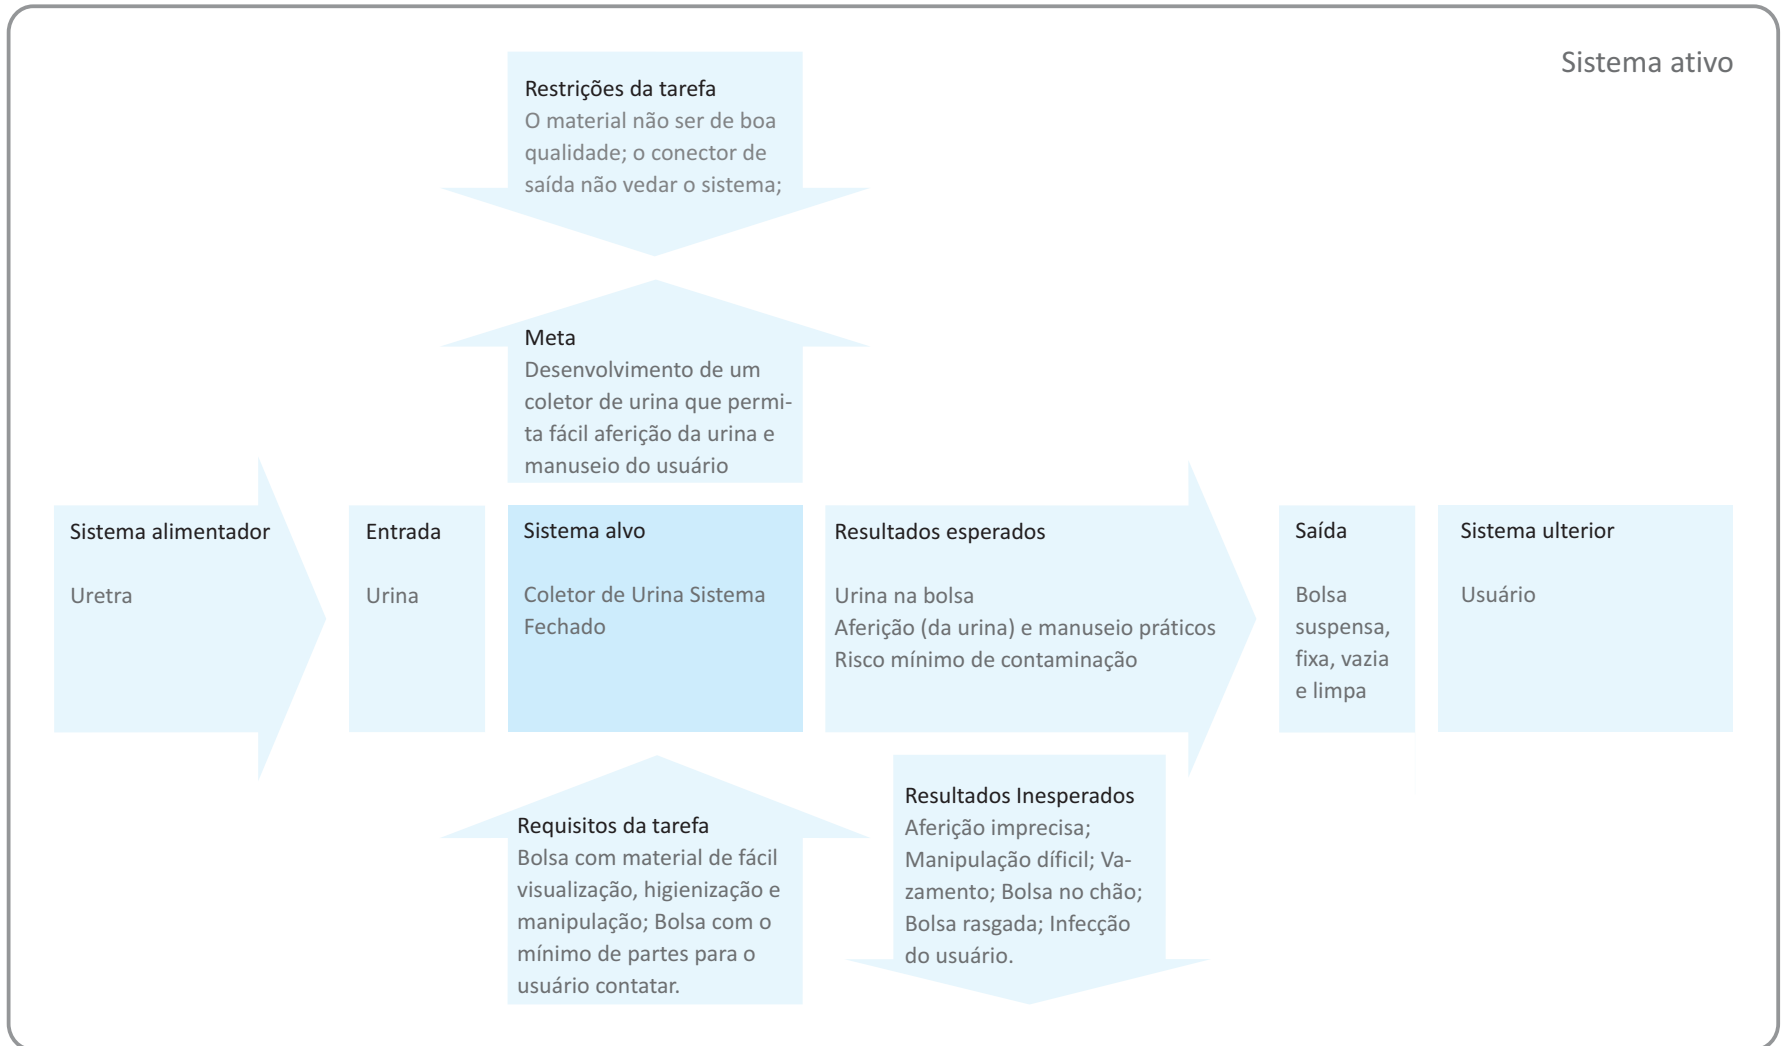 Sistema ativo
Restrições da tarefa
O material não ser de boa
qualidade; o conector de
saída não vedar o sistema;
Meta
Desenvolvimento de um
coletor de urina que permi-
ta fácil aferição da urina e
manuseio do usuário
Sistema alimentador
Uretra
Entrada
Urina
Sistema alvo
Coletor de Urina Sistema
Fechado
Resultados esperados
Urina na bolsa
Aferição (da urina) e manuseio práticos
Risco mínimo de contaminação
Saída
Bolsa
suspensa,
fixa, vazia
e limpa
Sistema ulterior
Usuário
Requisitos da tarefa
Bolsa com material de fácil
visualização, higienização e
manipulação; Bolsa com o
mínimo de partes para o
usuário contatar.
Resultados Inesperados
Aferição imprecisa;
Manipulação díficil; Va-
zamento; Bolsa no chão;
Bolsa rasgada; Infecção
do usuário.